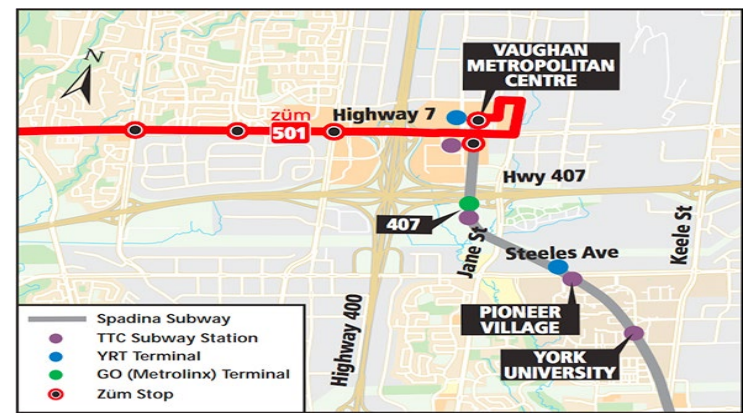 N
VAUGHAN
METROPOLITAN
CENTRE
züm
501
Highway 7
Hwy 407
407
Jane St
Steeles Ave
Keele St
Highway 400
PIONEER
VILLAGE
YORK
UNIVERSITY
Spadina Subway
TTC Subway Station
YRT Terminal
GO (Metrolinx) Terminal
Züm Stop